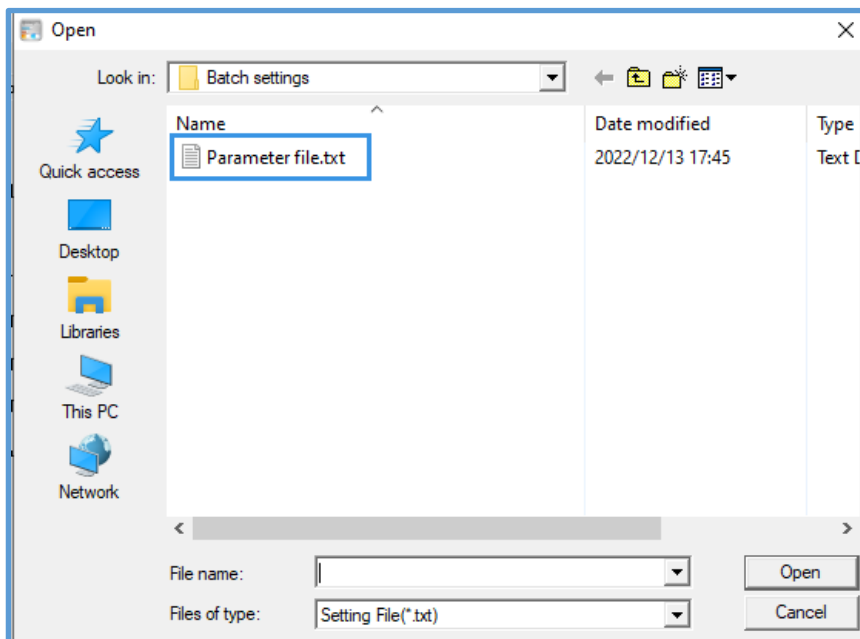 Open
Look in: Batch settings
Name Date modified Type
Parameter file.txt 2022/12/13 17:45 Text
Quick access
Desktop
Libraries
This PC
Network
File name: Open
Files of type: Setting File(*.txt) Cancel